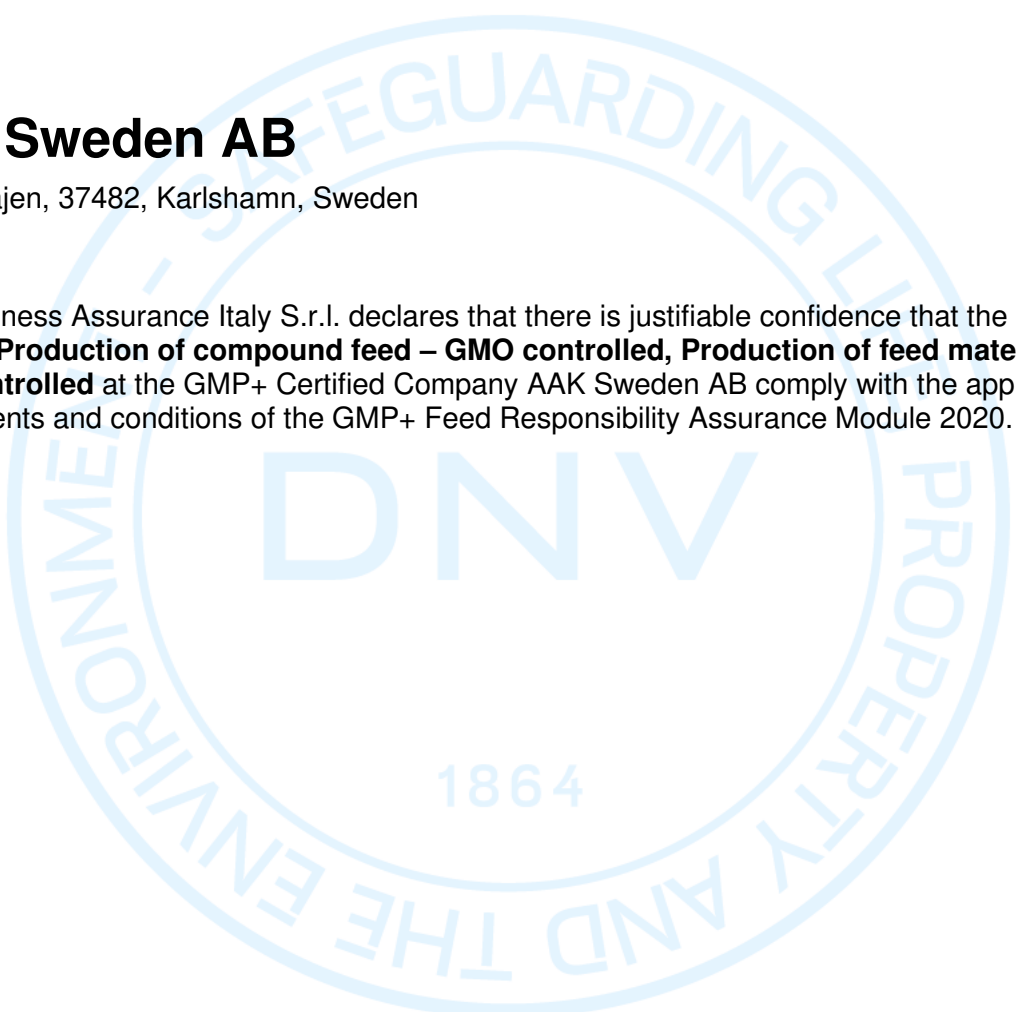 Sweden AB
jen, 37482, Karlshamn, Sweden
ness Assurance Italy S.r.l. declares that there is justifiable confidence that the
Production of compound feed – GMO controlled, Production of feed mate
ntrolled at the GMP+ Certified Company AAK Sweden AB comply with the app
ents and conditions of the GMP+ Feed Responsibility Assurance Module 2020.
SAFEGUARDING LIFE, PROPERTY AND THE ENVIRONMENT -
DNV
1864